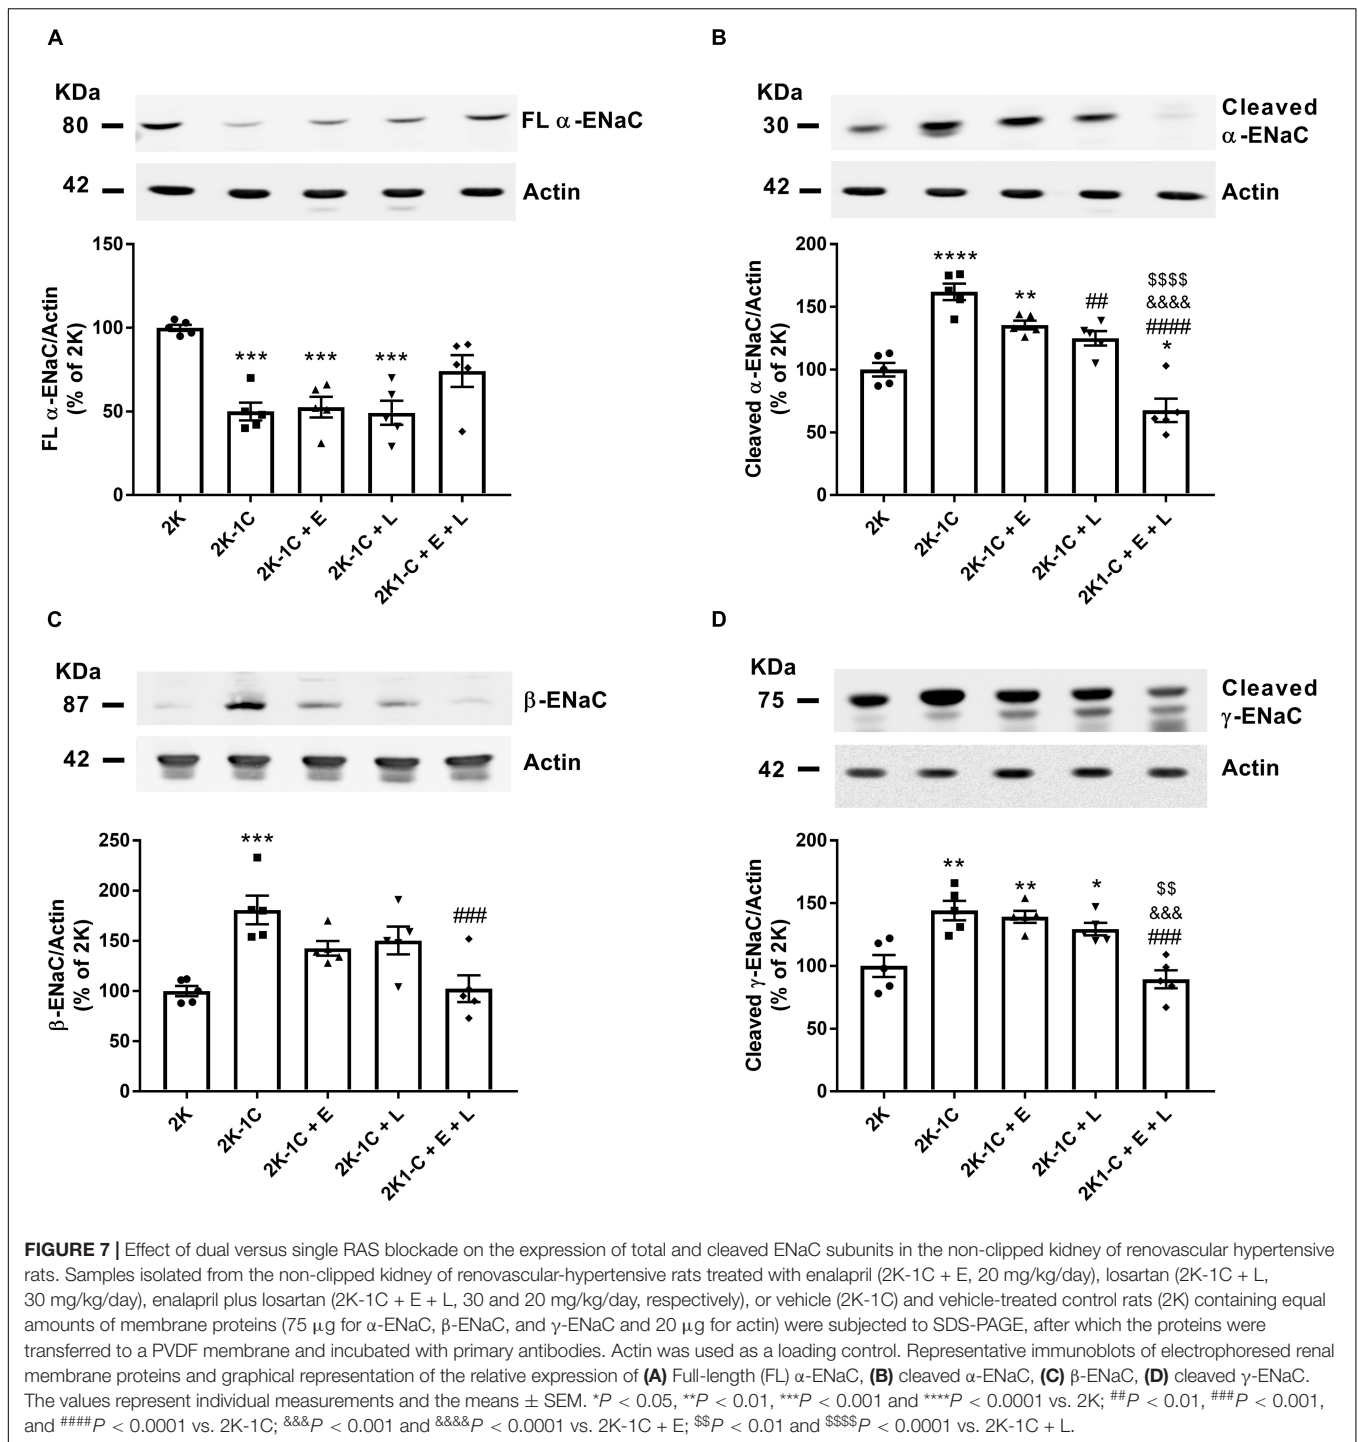 A
KDa
80
FL α-ENaC
42
Actin
FL α-ENaC/Actin
(% of 2K)
150
100
50
0
***
***
***
2K
2K-1C
2K-1C + E
2K-1C + L
2K1-C + E + L
B
KDa
30
Cleaved
α-ENaC
42
Actin
Cleaved α-ENaC/Actin
(% of 2K)
200
150
100
50
0
****
**
##
$$$$
&&&&
####
*
2K
2K-1C
2K-1C + E
2K-1C + L
2K1-C + E + L
C
KDa
87
β-ENaC
42
Actin
β-ENaC/Actin
(% of 2K)
250
200
150
100
50
0
***
###
2K
2K-1C
2K-1C + E
2K-1C + L
2K1-C + E + L
D
KDa
75
Cleaved
γ-ENaC
42
Actin
Cleaved γ-ENaC/Actin
(% of 2K)
200
150
100
50
0
**
**
*
$$
&&&
###
2K
2K-1C
2K-1C + E
2K-1C + L
2K1-C + E + L
FIGURE 7 | Effect of dual versus single RAS blockade on the expression of total and cleaved ENaC subunits in the non-clipped kidney of renovascular hypertensive
rats. Samples isolated from the non-clipped kidney of renovascular-hypertensive rats treated with enalapril (2K-1C + E, 20 mg/kg/day), losartan (2K-1C + L,
30 mg/kg/day), enalapril plus losartan (2K-1C + E + L, 30 and 20 mg/kg/day, respectively), or vehicle (2K-1C) and vehicle-treated control rats (2K) containing equal
amounts of membrane proteins (75 μg for α-ENaC, β-ENaC, and γ-ENaC and 20 μg for actin) were subjected to SDS-PAGE, after which the proteins were
transferred to a PVDF membrane and incubated with primary antibodies. Actin was used as a loading control. Representative immunoblots of electrophoresed renal
membrane proteins and graphical representation of the relative expression of (A) Full-length (FL) α-ENaC, (B) cleaved α-ENaC, (C) β-ENaC, (D) cleaved γ-ENaC.
The values represent individual measurements and the means ± SEM. *P < 0.05, **P < 0.01, ***P < 0.001 and ****P < 0.0001 vs. 2K; ##P < 0.01, ###P < 0.001,
and ####P < 0.0001 vs. 2K-1C; &&&P < 0.001 and &&&&P < 0.0001 vs. 2K-1C + E; $$P < 0.01 and $$$$P < 0.0001 vs. 2K-1C + L.